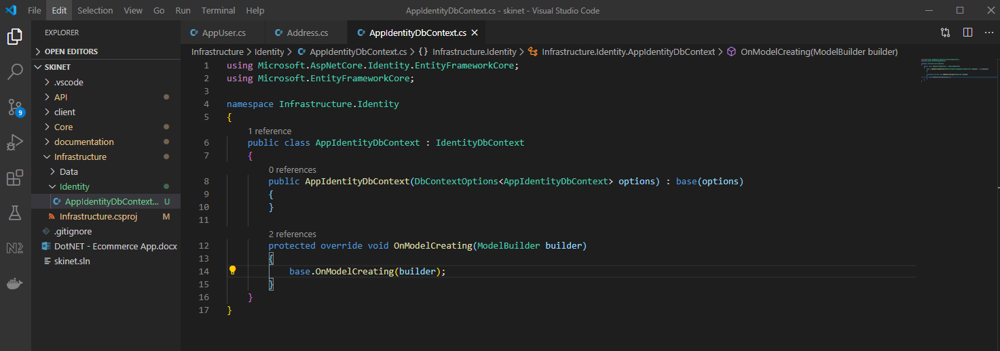 File Edit Selection View Go Run Terminal Help AppIdentityDbContext.cs - skinet - Visual Studio Code
EXPLORER
OPEN EDITORS
SKINET
.vscode
API
client
Core
documentation
Infrastructure
Data
Identity
AppIdentityDbContext... U
Infrastructure.csproj M
.gitignore
DotNET - Ecommerce App.docx
skinet.sln
9
AppUser.cs Address.cs AppIdentityDbContext.cs
Infrastructure > Identity > AppIdentityDbContext.cs > {} Infrastructure.Identity > Infrastructure.Identity.AppIdentityDbContext > OnModelCreating(ModelBuilder builder)
1 using Microsoft.AspNetCore.Identity.EntityFrameworkCore;
2 using Microsoft.EntityFrameworkCore;
3
4 namespace Infrastructure.Identity
5 {
1 reference
6 public class AppIdentityDbContext : IdentityDbContext
7 {
0 references
8 public AppIdentityDbContext(DbContextOptions<AppIdentityDbContext> options) : base(options)
9 {
10 }
11
2 references
12 protected override void OnModelCreating(ModelBuilder builder)
13 {
14 base.OnModelCreating(builder);
15 }
16 }
17 }